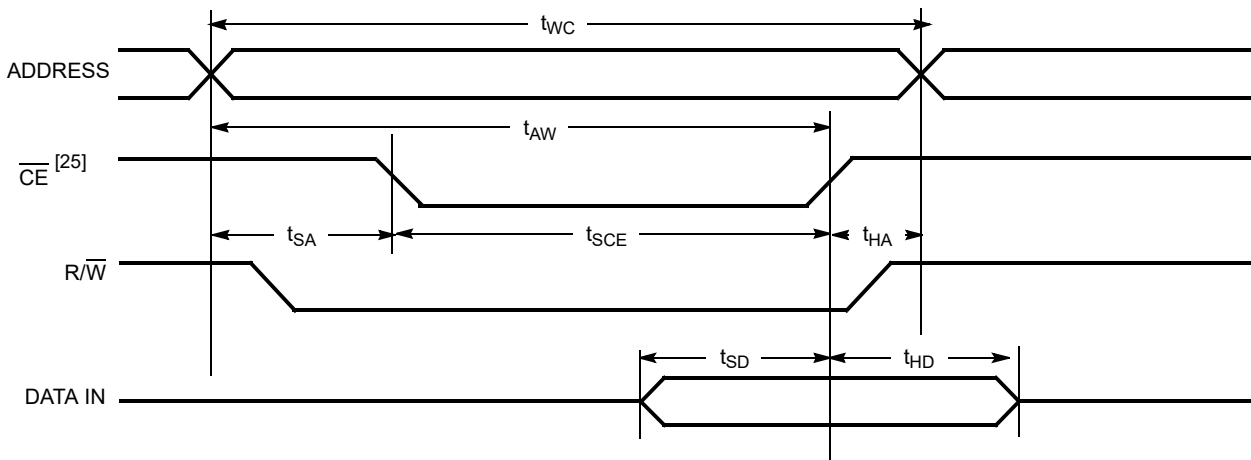 tWC
ADDRESS
tAW
CE [25]
tSA
tSCE
tHA
R/W
tSD
tHD
DATA IN